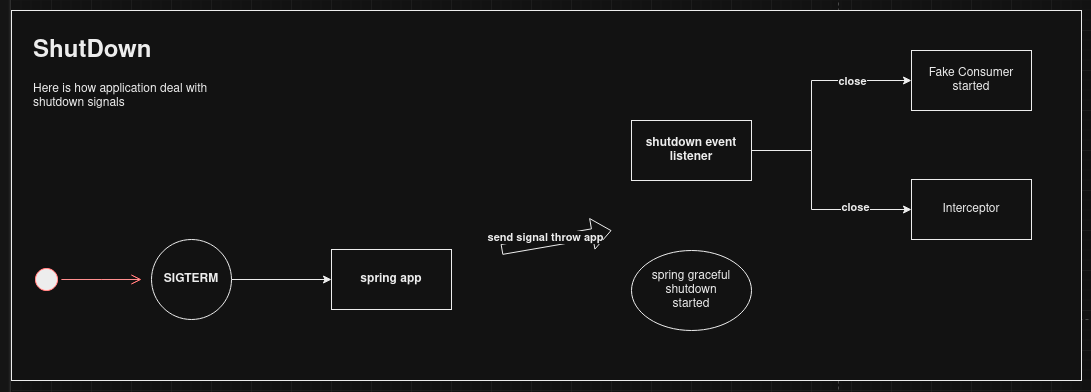 ShutDown
Here is how application deal with
shutdown signals
SIGTERM
spring app
send signal throw app
shutdown event
listener
spring graceful
shutdown
started
close
Fake Consumer
started
close
Interceptor